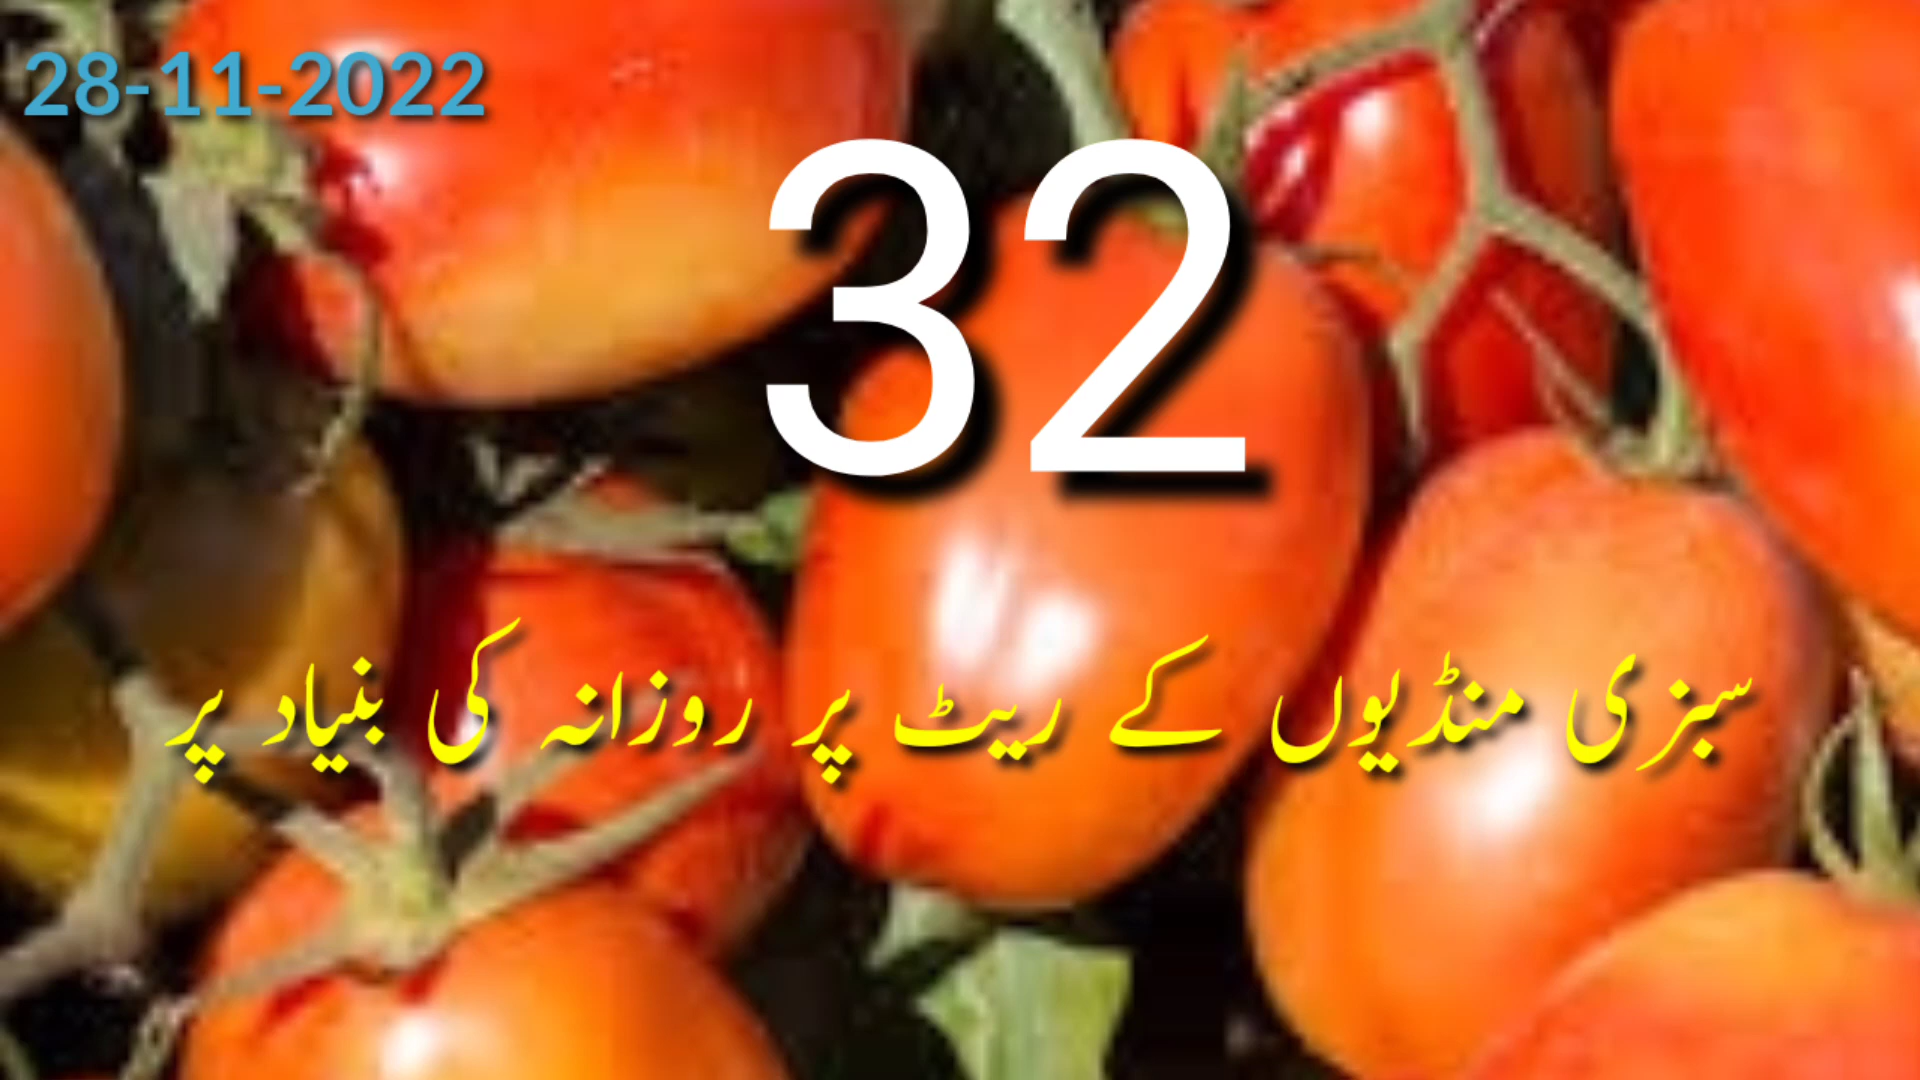 28-11-2022
32
سبزی منڈیوں کے ریٹ پر روزانہ کی بنیاد پر